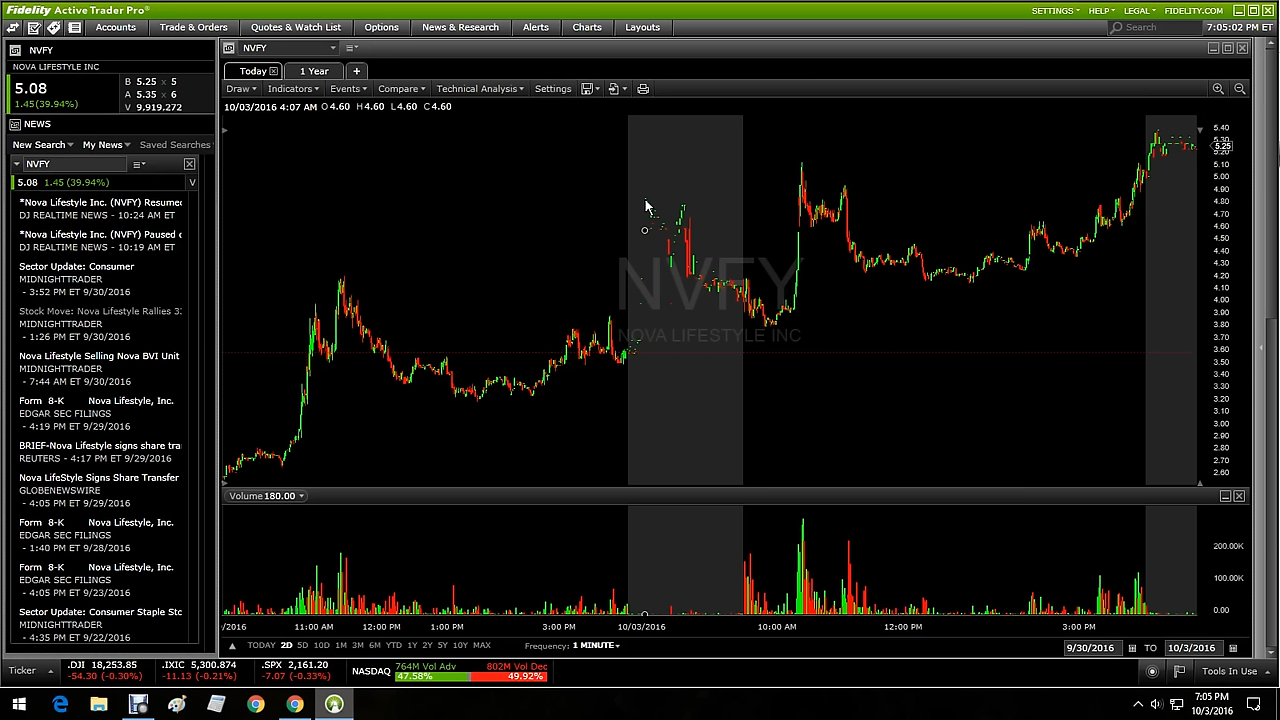 Fidelity Active Trader Pro®
SETTINGS HELP LEGAL FIDELITY.COM
Accounts Trade & Orders Quotes & Watch List Options News & Research Alerts Charts Layouts Search 7:05:02 PM ET
NVFY
NOVA LIFESTYLE INC
5.08
1.45(39.94%)
B 5.25 x 5
A 5.35 x 6
V 9,919,272
NEWS
New Search My News Saved Searches
NVFY
5.08 1.45 (39.94%) V
*Nova Lifestyle Inc. (NVFY) Resumed
DJ REALTIME NEWS - 10:24 AM ET
*Nova Lifestyle Inc. (NVFY) Paused
DJ REALTIME NEWS - 10:19 AM ET
Sector Update: Consumer
MIDNIGHTTRADER
- 3:52 PM ET 9/30/2016
Stock Move: Nova Lifestyle Rallies 33
MIDNIGHTTRADER
- 1:26 PM ET 9/30/2016
Nova Lifestyle Selling Nova BVI Unit
MIDNIGHTTRADER
- 7:44 AM ET 9/30/2016
Form 8-K Nova Lifestyle, Inc.
EDGAR SEC FILINGS
- 4:19 PM ET 9/29/2016
BRIEF-Nova Lifestyle signs share tra
REUTERS - 4:17 PM ET 9/29/2016
Nova LifeStyle Signs Share Transfer
GLOBENEWSWIRE
- 4:05 PM ET 9/29/2016
Form 8-K Nova Lifestyle, Inc.
EDGAR SEC FILINGS
- 1:40 PM ET 9/28/2016
Form 8-K Nova Lifestyle, Inc.
EDGAR SEC FILINGS
- 4:05 PM ET 9/23/2016
Sector Update: Consumer Staple Sto
MIDNIGHTTRADER
- 4:35 PM ET 9/22/2016
NVFY
Today 1 Year +
Draw Indicators Events Compare Technical Analysis Settings
10/03/2016 4:07 AM O 4.60 H 4.60 L 4.60 C 4.60
NVFY
NOVA LIFESTYLE INC
5.40
5.30
5.25
5.20
5.10
5.00
4.90
4.80
4.70
4.60
4.50
4.40
4.30
4.20
4.10
4.00
3.90
3.80
3.70
3.60
3.50
3.40
3.30
3.20
3.10
3.00
2.90
2.80
2.70
2.60
Volume 180.00
200.00K
100.00K
0.00
/2016 11:00 AM 12:00 PM 1:00 PM 3:00 PM 10/03/2016 10:00 AM 12:00 PM 3:00 PM
TODAY 2D 5D 10D 1M 3M 6M YTD 1Y 2Y 5Y 10Y MAX Frequency: 1 MINUTE 9/30/2016 TO 10/3/2016
Ticker
.DJI 18,253.85
-54.30 (-0.30%)
.IXIC 5,300.874
-11.13 (-0.21%)
.SPX 2,161.20
-7.07 (-0.33%)
NASDAQ
764M Vol Adv 802M Vol Dec
47.58% 49.92%
Tools In Use
7:05 PM
10/3/2016